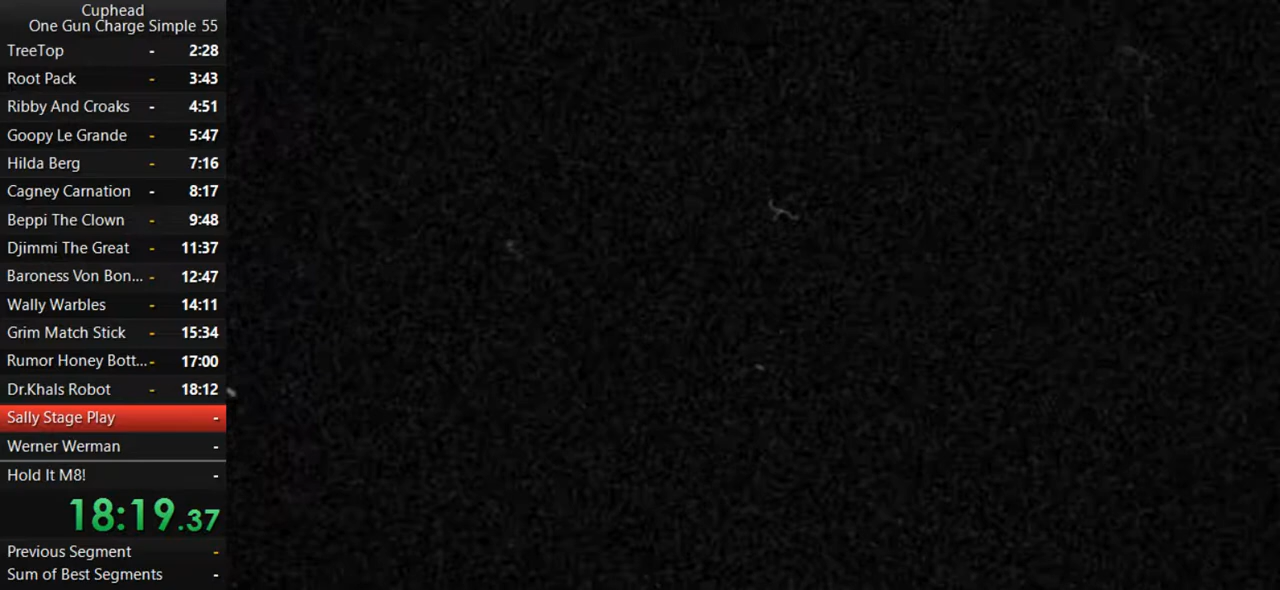 Cuphead
One Gun Charge Simple 55
TreeTop - 2:28
Root Pack - 3:43
Ribby And Croaks - 4:51
Goopy Le Grande - 5:47
Hilda Berg - 7:16
Cagney Carnation - 8:17
Beppi The Clown - 9:48
Djimmi The Great - 11:37
Baroness Von Bon... - 12:47
Wally Warbles - 14:11
Grim Match Stick - 15:34
Rumor Honey Bott... - 17:00
Dr.Khals Robot - 18:12
Sally Stage Play -
Werner Werman -
Hold It M8! -
18:19.37
Previous Segment -
Sum of Best Segments -